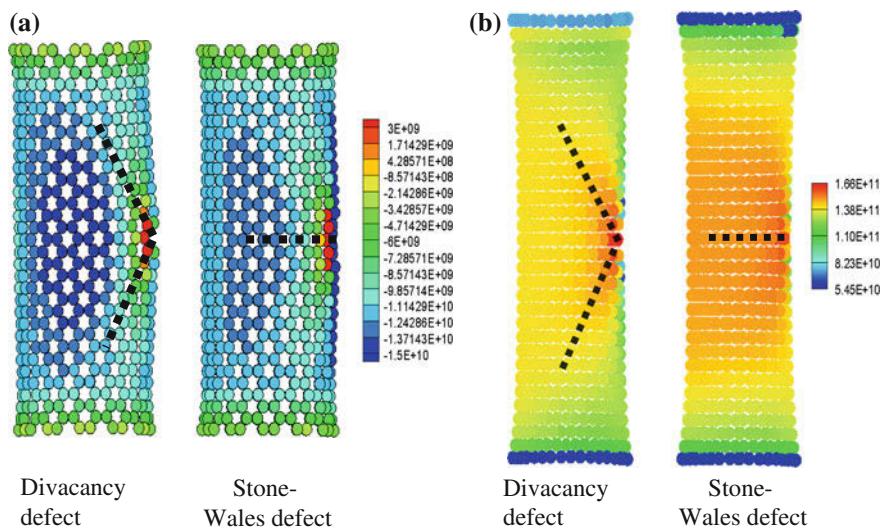 (a)
(b)
3E+09
1.71429E+09
4.28571E+08
-8.57143E+08
-2.14286E+09
-3.42857E+09
-4.71429E+09
-6E+09
-7.28571E+09
-8.57143E+09
-9.85714E+09
-1.11429E+10
-1.24286E+10
-1.37143E+10
-1.5E+10
1.66E+11
1.38E+11
1.10E+11
8.23E+10
5.45E+10
Divacancy
defect
Stone-
Wales defect
Divacancy
defect
Stone-
Wales defect